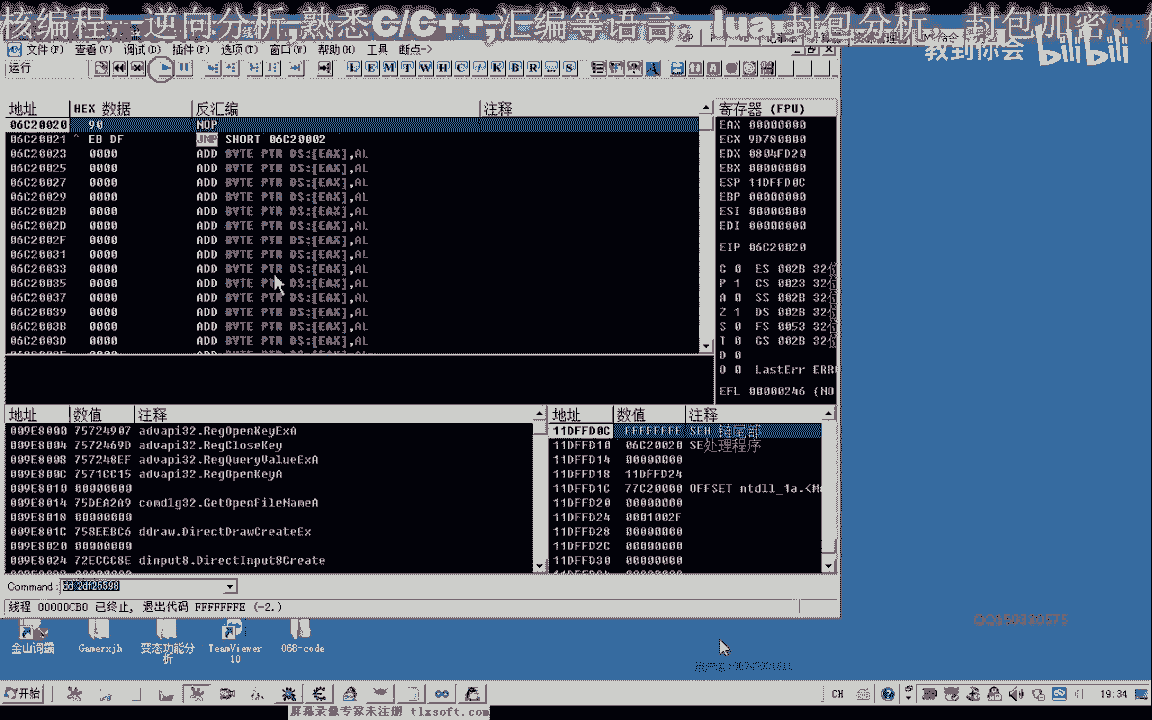 核编程，逆向分析,熟悉C/C++,汇编等语言。lua,封包分析、封包加密
教到你会 bilibili
文件(F) 查看(V) 调试(D) 插件(P) 选项(T) 窗口(W) 帮助(H) 工具 断点->
运行
L E M T W H C P K B R ... S
地址 HEX 数据 反汇编 注释
06C20020 90 NOP
06C20021 ^ EB DF JMP SHORT 06C20002
06C20023 0000 ADD BYTE PTR DS:[EAX],AL
06C20025 0000 ADD BYTE PTR DS:[EAX],AL
06C20027 0000 ADD BYTE PTR DS:[EAX],AL
06C20029 0000 ADD BYTE PTR DS:[EAX],AL
06C2002B 0000 ADD BYTE PTR DS:[EAX],AL
06C2002D 0000 ADD BYTE PTR DS:[EAX],AL
06C2002F 0000 ADD BYTE PTR DS:[EAX],AL
06C20031 0000 ADD BYTE PTR DS:[EAX],AL
06C20033 0000 ADD BYTE PTR DS:[EAX],AL
06C20035 0000 ADD BYTE PTR DS:[EAX],AL
06C20037 0000 ADD BYTE PTR DS:[EAX],AL
06C20039 0000 ADD BYTE PTR DS:[EAX],AL
06C2003B 0000 ADD BYTE PTR DS:[EAX],AL
06C2003D 0000 ADD BYTE PTR DS:[EAX],AL
寄存器 (FPU)
EAX 00000000
ECX 9D780000
EDX 0804FD20
EBX 00000000
ESP 11DFFD0C
EBP 00000000
ESI 00000000
EDI 00000000
EIP 06C20020
C 0 ES 002B 32位
P 1 CS 0023 32位
A 0 SS 002B 32位
Z 1 DS 002B 32位
S 0 FS 0053 32位
T 0 GS 002B 32位
D 0
O 0 LastErr ERR
EFL 00000246 (NO
地址 数值 注释
009E8000 75724907 advapi32.RegOpenKeyExA
009E8004 7572469D advapi32.RegCloseKey
009E8008 757248EF advapi32.RegQueryValueExA
009E800C 7571CC15 advapi32.RegOpenKeyA
009E8010 00000000
009E8014 75DEA2A9 comdlg32.GetOpenFileNameA
009E8018 00000000
009E801C 758EEBC6 ddraw.DirectDrawCreateEx
009E8020 00000000
009E8024 72ECCC8E dinput8.DirectInput8Create
地址 数值 注释
11DFFD0C FFFFFFFE SEH 链尾部
11DFFD10 06C20020 SE处理程序
11DFFD14 00000000
11DFFD18 11DFFD24
11DFFD1C 77C20000 OFFSET ntdll_1a.<Mo
11DFFD20 00000000
11DFFD24 0001002F
11DFFD28 00000000
11DFFD2C 00000000
11DFFD30 00000000
Command: dd 2df25598
线程 00000CB0 已终止, 退出代码 FFFFFFFE (-2.)
金山词霸 Gamerxjh 变态功能分析 TeamViewer 10 066-code
开始 CH 19:34
屏幕录像专家未注册 tlxsoft.com